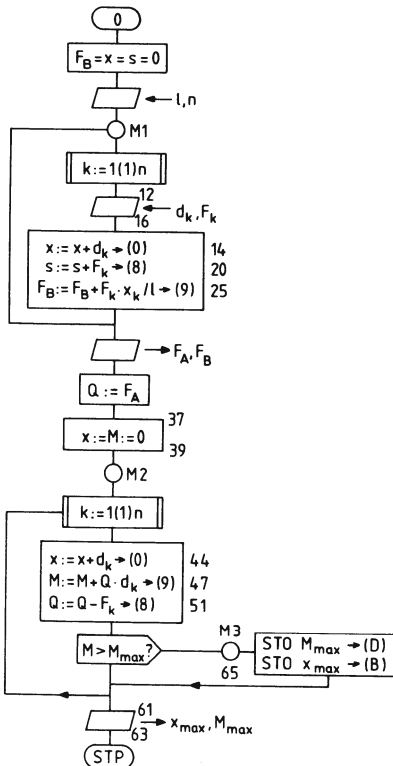 0
F_B = x = s = 0
l,n
M1
k := 1(1)n
12
16
d_k, F_k
x := x + d_k → (0) 14
s := s + F_k → (8) 20
F_B := F_B + F_k · x_k / l → (9) 25
F_A, F_B
Q := F_A
37
x := M := 0
39
M2
k := 1(1)n
x := x + d_k → (0) 44
M := M + Q · d_k → (9) 47
Q := Q - F_k → (8) 51
M > M_max?
M3
65
STO M_max → (D)
STO x_max → (B)
61
63
x_max, M_max
STP